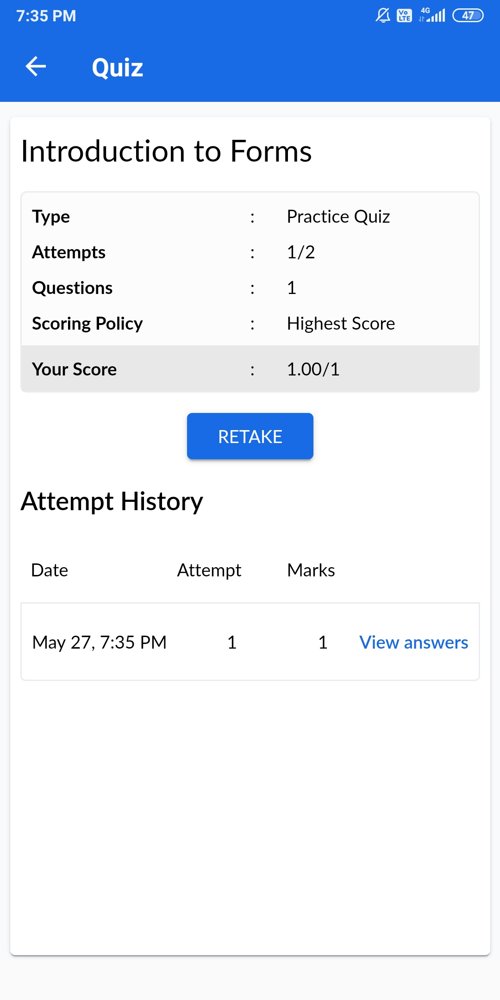 7:35 PM 4G VO LTE 47
Quiz
Introduction to Forms
Type : Practice Quiz
Attempts : 1/2
Questions : 1
Scoring Policy : Highest Score
Your Score : 1.00/1
RETAKE
Attempt History
Date Attempt Marks
May 27, 7:35 PM 1 1 View answers